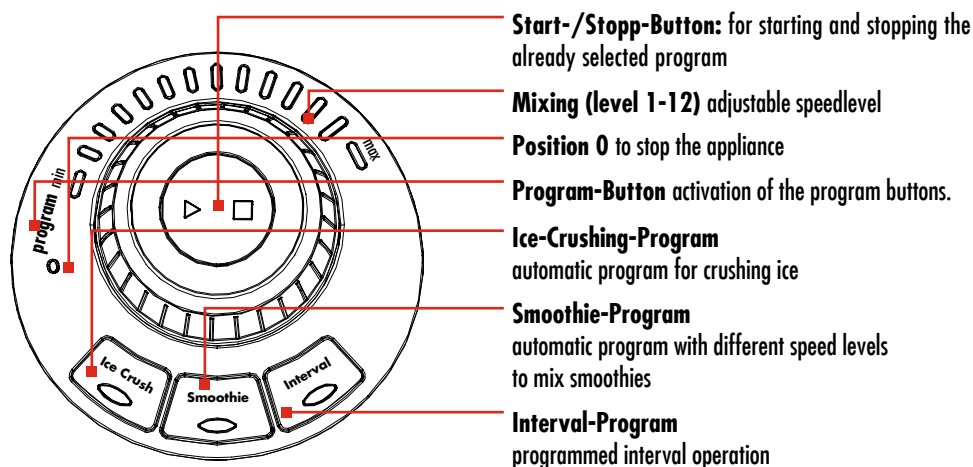 Start-/Stopp-Button: for starting and stopping the
already selected program
Mixing (level 1-12) adjustable speedlevel
Position 0 to stop the appliance
Program-Button activation of the program buttons.
Ice-Crushing-Program
automatic program for crushing ice
Smoothie-Program
automatic program with different speed levels
to mix smoothies
Interval-Program
programmed interval operation
program min
max
0
Ice Crush
Smoothie
Interval